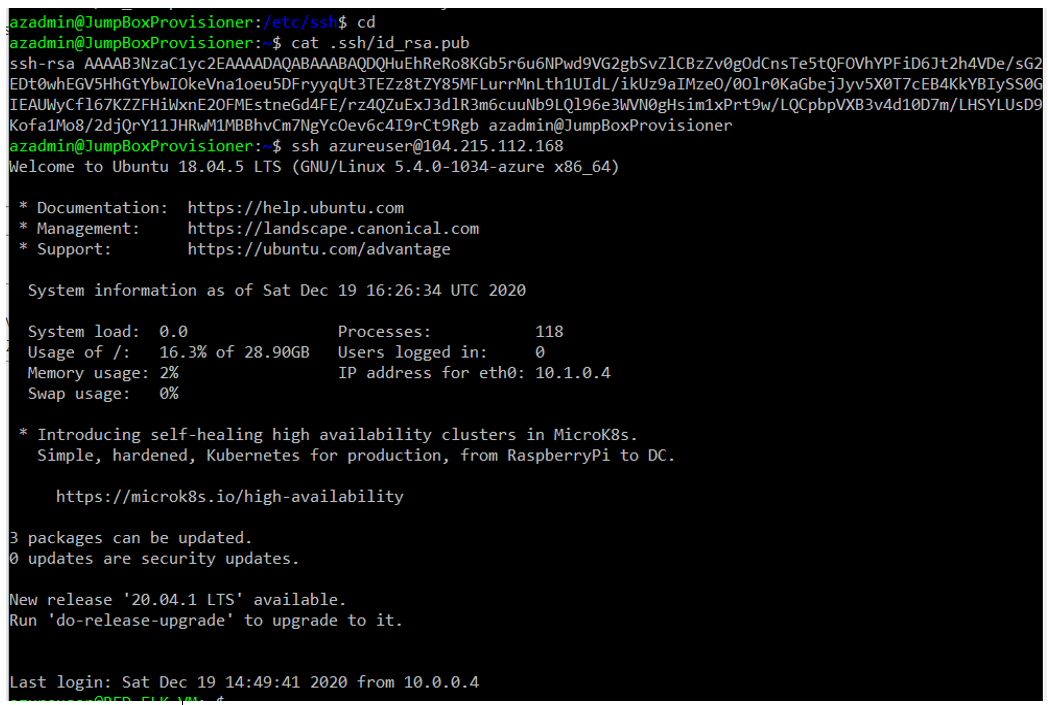 azadmin@JumpBoxProvisioner:/etc/ssh$ cd
azadmin@JumpBoxProvisioner:~$ cat .ssh/id_rsa.pub
ssh-rsa AAAAB3NzaC1yc2EAAAADAQABAAABAQDQHuEhReRo8KGb5r6u6NPwd9VG2gbSvZlCBzZv0gOdCnsTe5tQFOVhYPFiD6Jt2h4VDe/sG2
EDt0whEGV5HhGtYbwIOkeVna1oeu5DFryyqUt3TEZz8tZY85MFLurrMnLth1UIdL/ikUz9aIMzeO/0Olr0KaGbejJyv5X0T7cEB4KkYBIySS0G
IEAUWyCfl67KZZFHiWxnE2OFMEstneGd4FE/rz4QZuExJ3dlR3m6cuuNb9LQl96e3WVN0gHsim1xPrt9w/LQCpbpVXB3v4d10D7m/LHSYLUsD9
Kofa1Mo8/2djQrY11JHRwM1MBBhvCm7NgYcOev6c4I9rCt9Rgb azadmin@JumpBoxProvisioner
azadmin@JumpBoxProvisioner:~$ ssh azureuser@104.215.112.168
Welcome to Ubuntu 18.04.5 LTS (GNU/Linux 5.4.0-1034-azure x86_64)
* Documentation:  https://help.ubuntu.com
* Management:     https://landscape.canonical.com
* Support:        https://ubuntu.com/advantage
System information as of Sat Dec 19 16:26:34 UTC 2020
System load:  0.0                Processes:           118
Usage of /:   16.3% of 28.90GB   Users logged in:     0
Memory usage: 2%                 IP address for eth0: 10.1.0.4
Swap usage:   0%
* Introducing self-healing high availability clusters in MicroK8s.
Simple, hardened, Kubernetes for production, from RaspberryPi to DC.
https://microk8s.io/high-availability
3 packages can be updated.
0 updates are security updates.
New release '20.04.1 LTS' available.
Run 'do-release-upgrade' to upgrade to it.
Last login: Sat Dec 19 14:49:41 2020 from 10.0.0.4